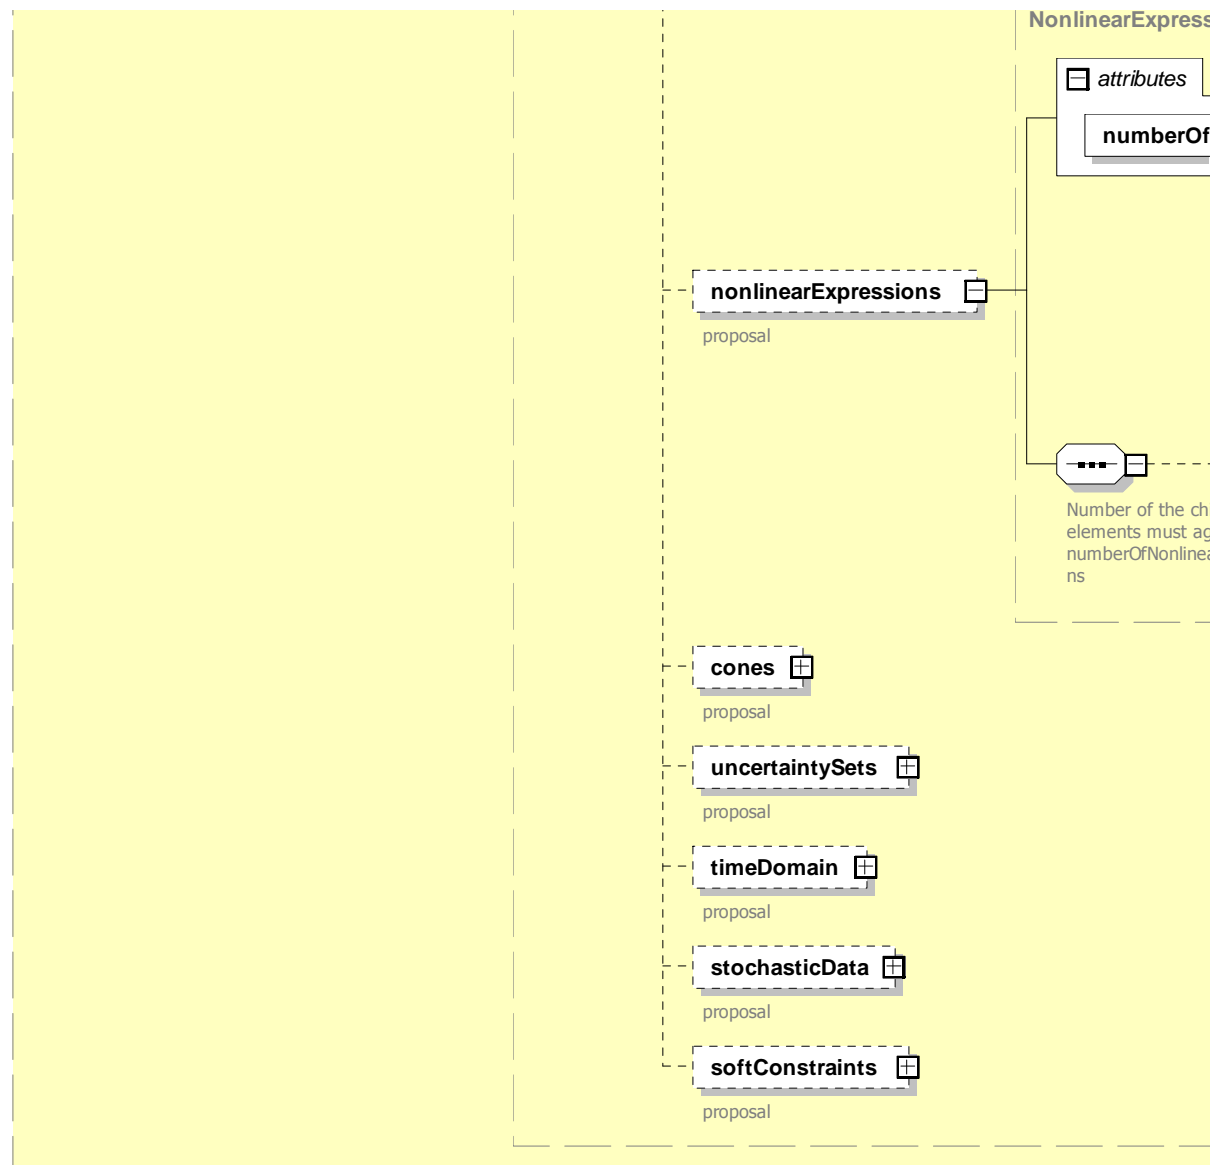 NonlinearExpress
attributes
numberOf
nonlinearExpressions
proposal
Number of the ch
elements must ag
numberOfNonlinea
ns
cones
proposal
uncertaintySets
proposal
timeDomain
proposal
stochasticData
proposal
softConstraints
proposal